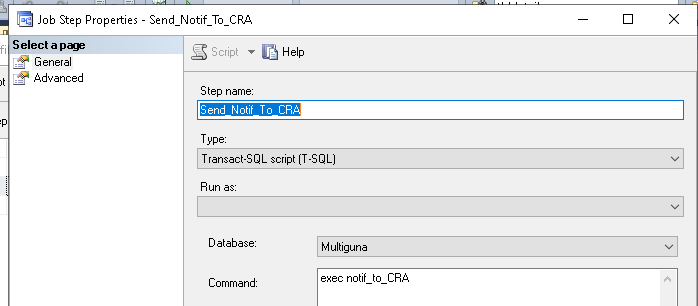 Job Step Properties - Send_Notif_To_CRA
Select a page
General
Advanced
Script
Help
Step name:
Send_Notif_To_CRA
Type:
Transact-SQL script (T-SQL)
Run as:
Database:
Multiguna
Command:
exec notif_to_CRA